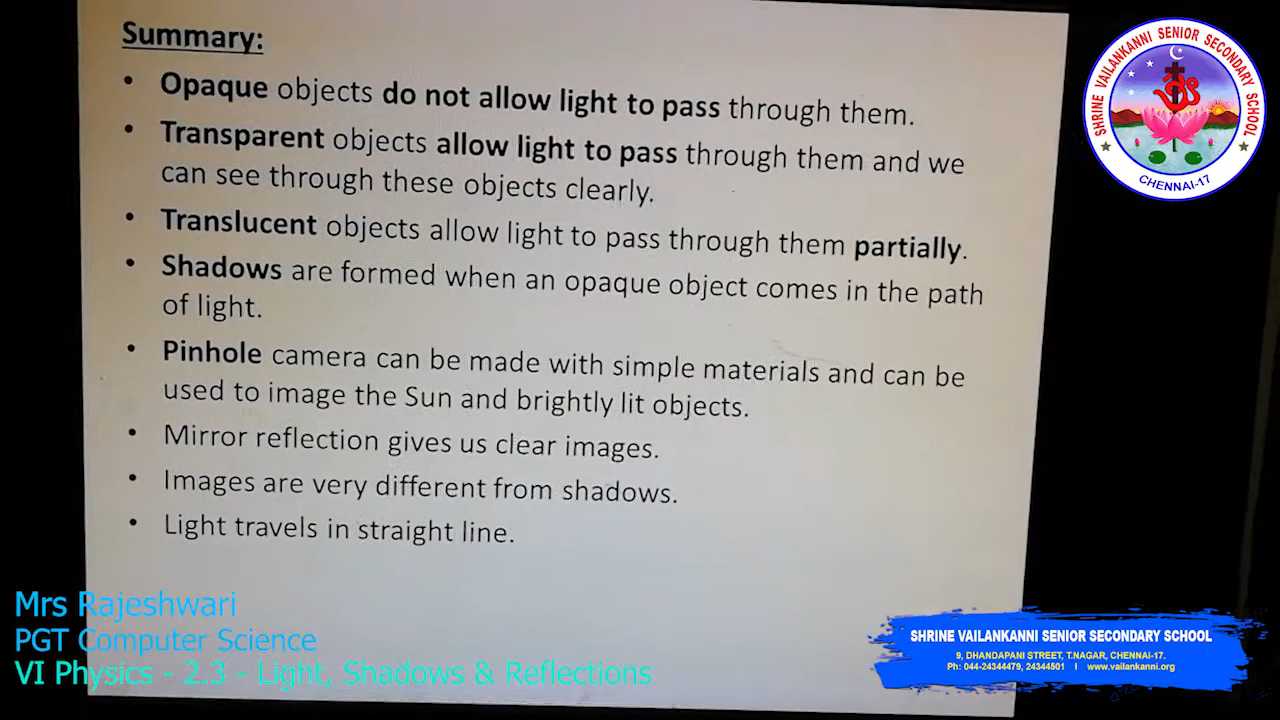 Summary:
• Opaque objects do not allow light to pass through them.
• Transparent objects allow light to pass through them and we
can see through these objects clearly.
• Translucent objects allow light to pass through them partially.
• Shadows are formed when an opaque object comes in the path
of light.
• Pinhole camera can be made with simple materials and can be
used to image the Sun and brightly lit objects.
• Mirror reflection gives us clear images.
• Images are very different from shadows.
• Light travels in straight line.
SHRINE VAILANKANNI SENIOR SECONDARY SCHOOL
CHENNAI-17
Mrs Rajeshwari
PGT Computer Science
VI Physics - 2.3 - Light, Shadows & Reflections
SHRINE VAILANKANNI SENIOR SECONDARY SCHOOL
9, DHANDAPANI STREET, T.NAGAR, CHENNAI-17.
Ph: 044-24344479, 24344501 I www.vailankanni.org